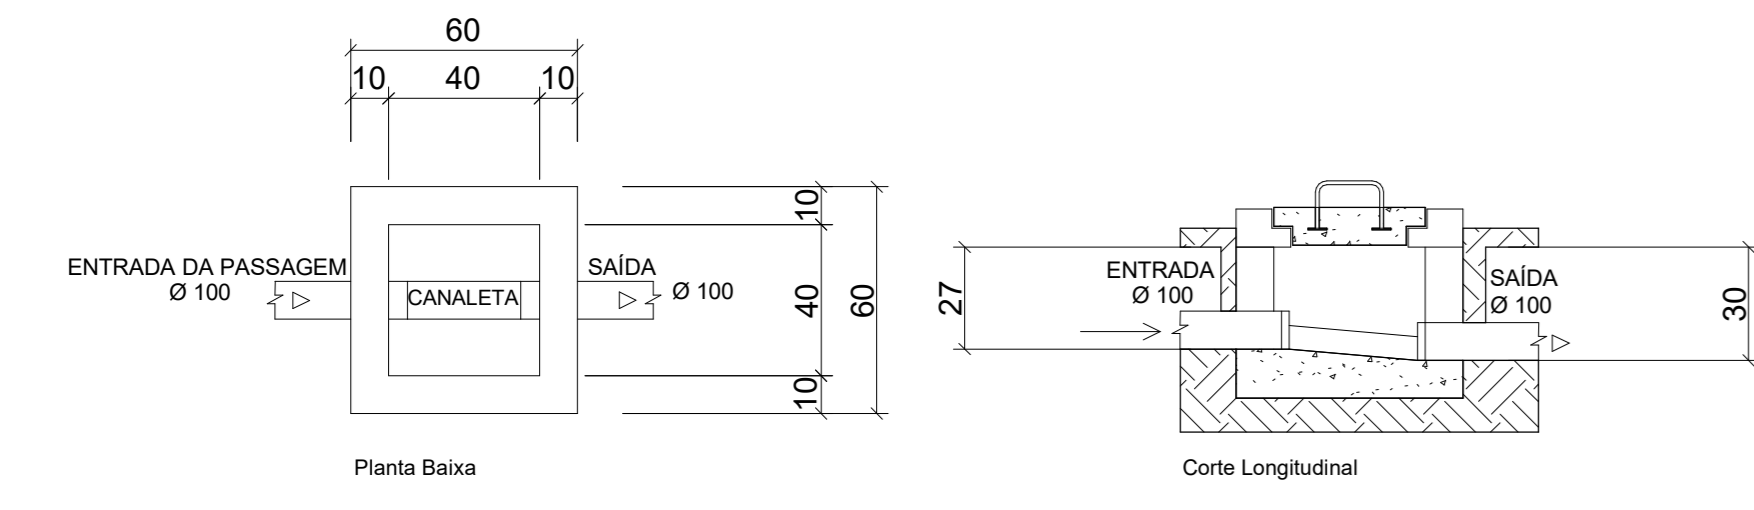 60
10
40
10
10
40
60
10
ENTRADA DA PASSAGEM
Ø 100
CANALETA
SAÍDA
Ø 100
Planta Baixa
27
ENTRADA
Ø 100
SAÍDA
Ø 100
30
Corte Longitudinal